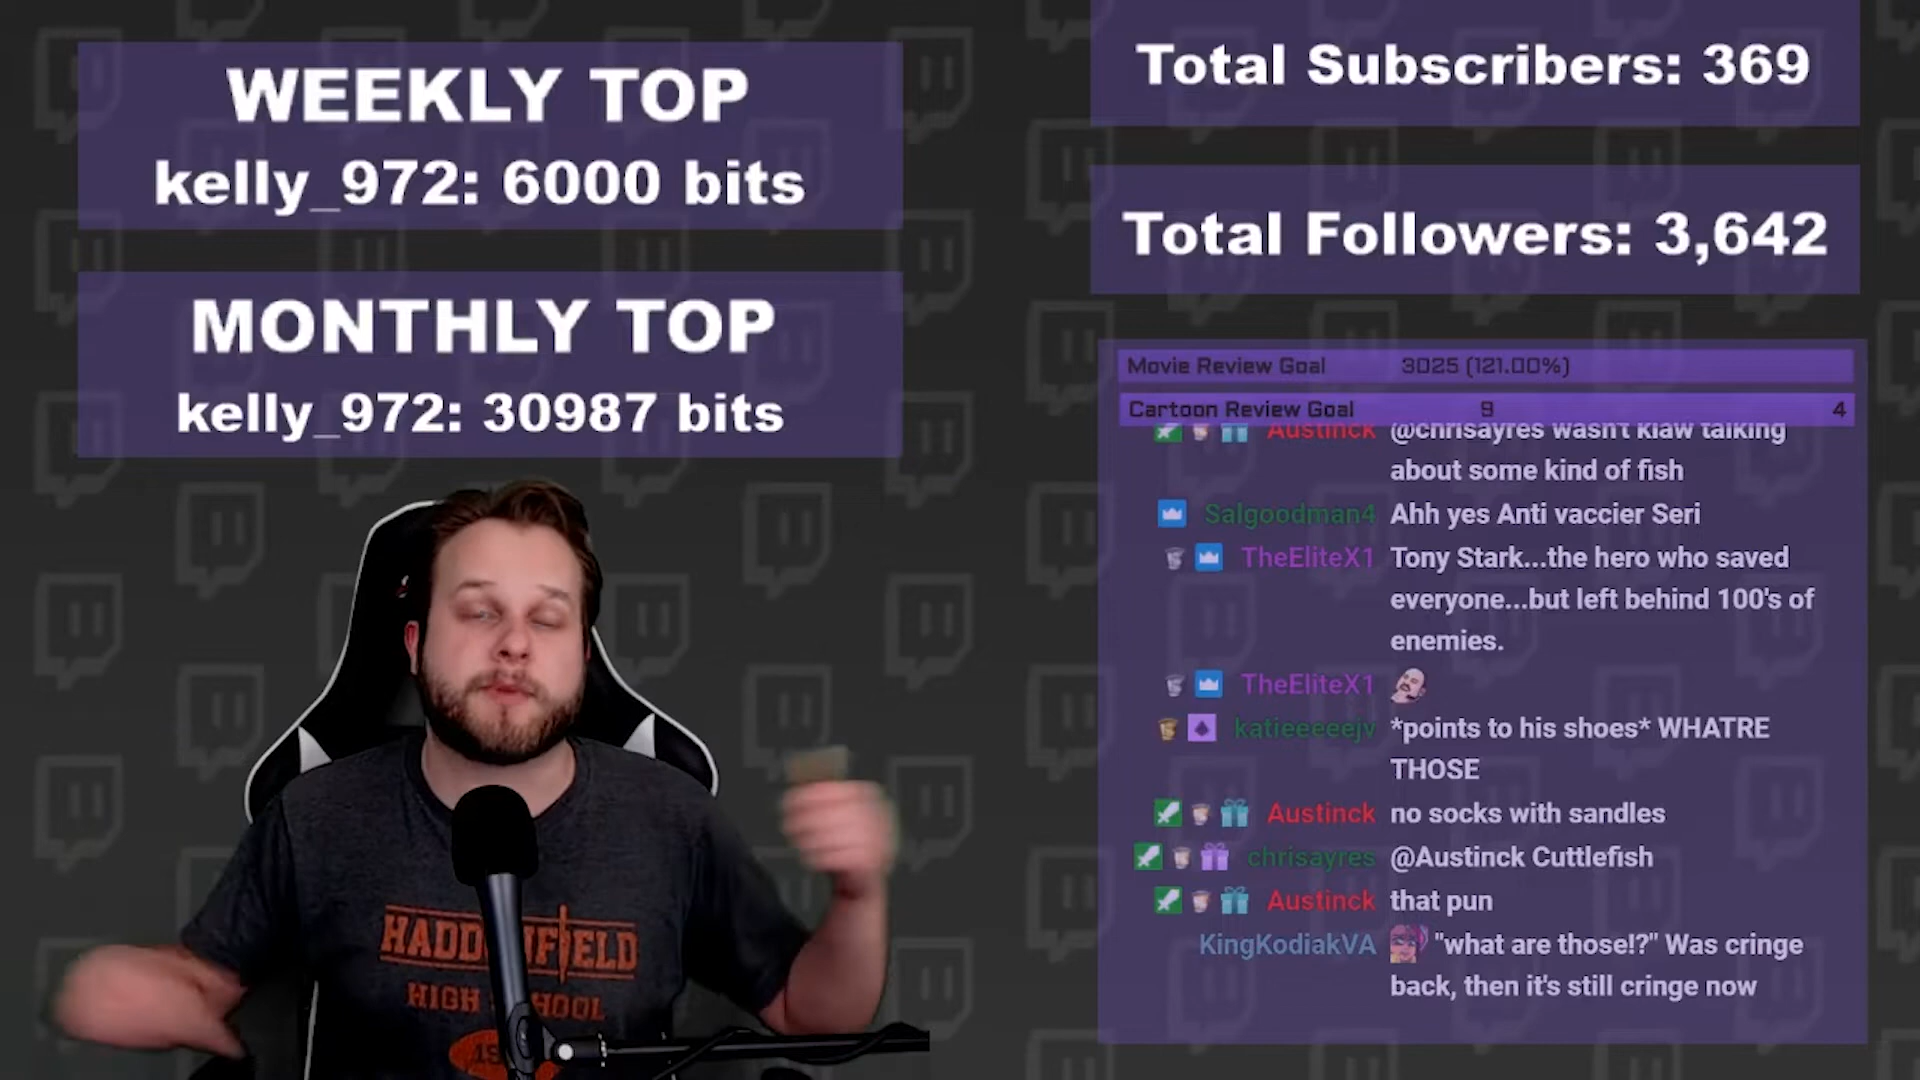 WEEKLY TOP
kelly_972: 6000 bits
MONTHLY TOP
kelly_972: 30987 bits
Total Subscribers: 369
Total Followers: 3,642
Movie Review Goal 3025 (121.00%)
Cartoon Review Goal 9 4
Austinck @chrisayres wasnt klaw talking
about some kind of fish
Salgoodman4 Ahh yes Anti vaccier Seri
TheEliteX1 Tony Stark...the hero who saved
everyone...but left behind 100's of
enemies.
TheEliteX1
katieeeeejv *points to his shoes* WHATRE
THOSE
Austinck no socks with sandles
chrisayres @Austinck Cuttlefish
Austinck that pun
KingKodiakVA "what are those!?" Was cringe
back, then it's still cringe now
HIGH